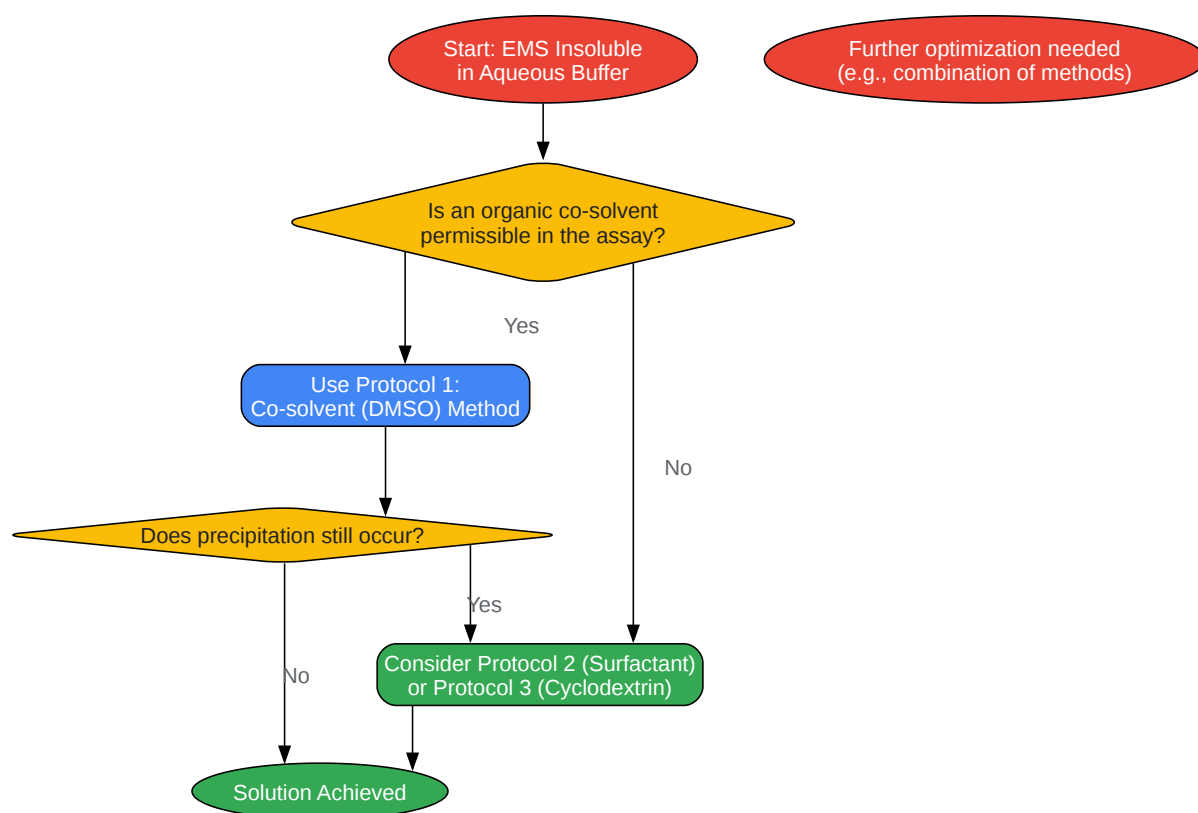 Start: EMS Insoluble
in Aqueous Buffer
Further optimization needed
(e.g., combination of methods)
Is an organic co-solvent
permissible in the assay?
Yes
Use Protocol 1:
Co-solvent (DMSO) Method
No
Does precipitation still occur?
Yes
Consider Protocol 2 (Surfactant)
or Protocol 3 (Cyclodextrin)
No
Solution Achieved